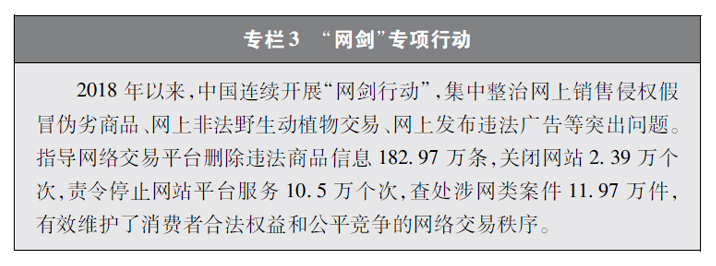 专栏3 “网剑”专项行动
2018 年以来,中国连续开展“网剑行动”,集中整治网上销售侵权假
冒伪劣商品、网上非法野生动植物交易、网上发布违法广告等突出问题。
指导网络交易平台删除违法商品信息 182. 97 万条,关闭网站 2. 39 万个
次,责令停止网站平台服务 10. 5 万个次,查处涉网类案件 11. 97 万件,
有效维护了消费者合法权益和公平竞争的网络交易秩序。